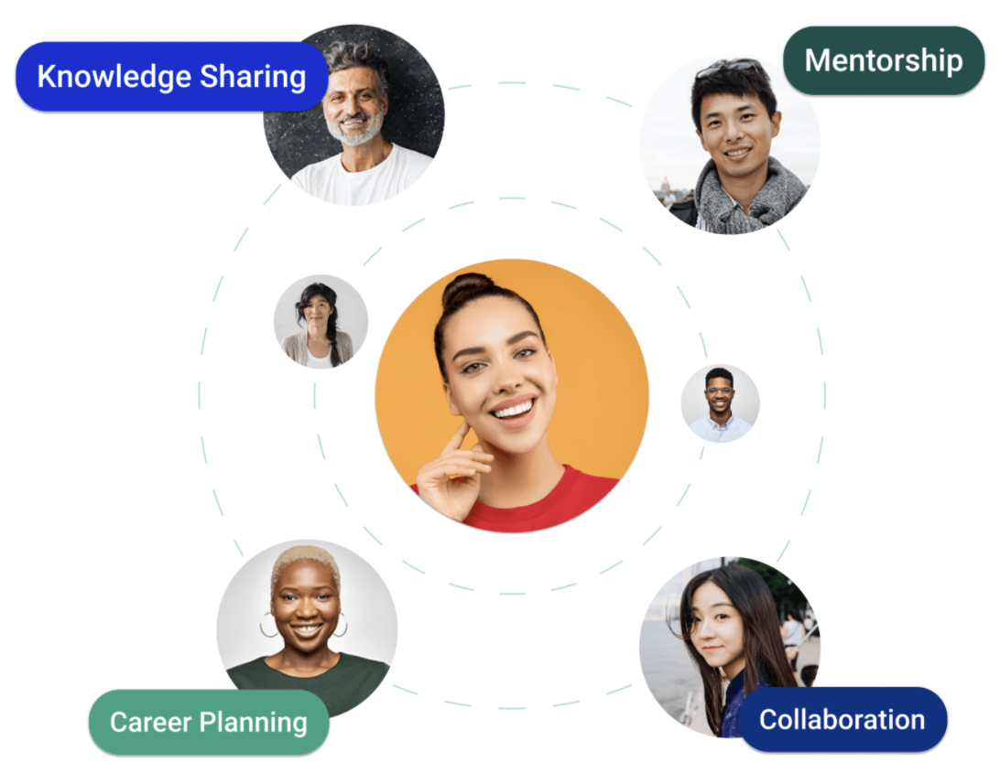 Knowledge Sharing
Mentorship
Career Planning
Collaboration